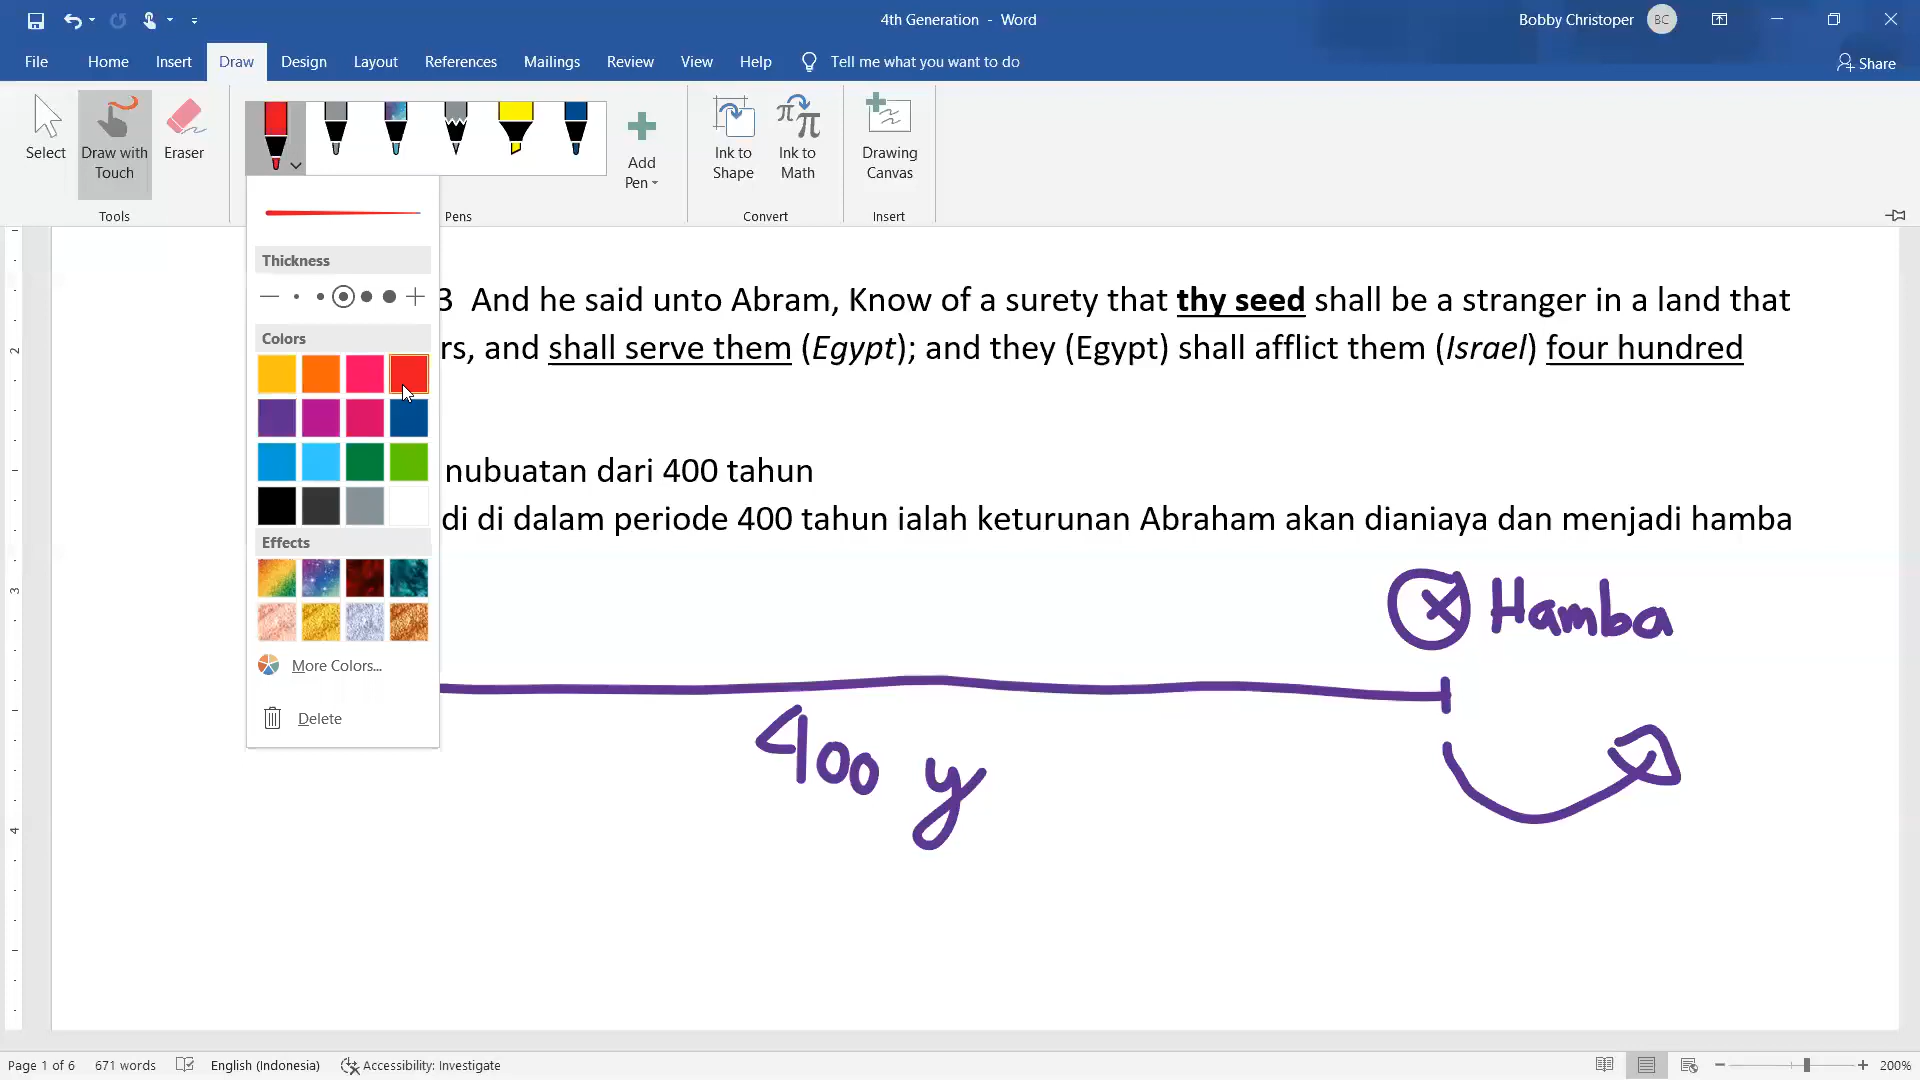 4th Generation - Word
Bobby Christoper
BC
File Home Insert Draw Design Layout References Mailings Review View Help Tell me what you want to do
Share
Select
Draw with Touch
Eraser
Add Pen
Ink to Shape
Ink to Math
Drawing Canvas
Tools
Pens
Convert
Insert
Thickness
Colors
Effects
More Colors...
Delete
3 And he said unto Abram, Know of a surety that thy seed shall be a stranger in a land that
rs, and shall serve them (Egypt); and they (Egypt) shall afflict them (Israel) four hundred
nubuatan dari 400 tahun
di di dalam periode 400 tahun ialah keturunan Abraham akan dianiaya dan menjadi hamba
Hamba
400 y
2
3
4
Page 1 of 6 671 words English (Indonesia) Accessibility: Investigate 200%